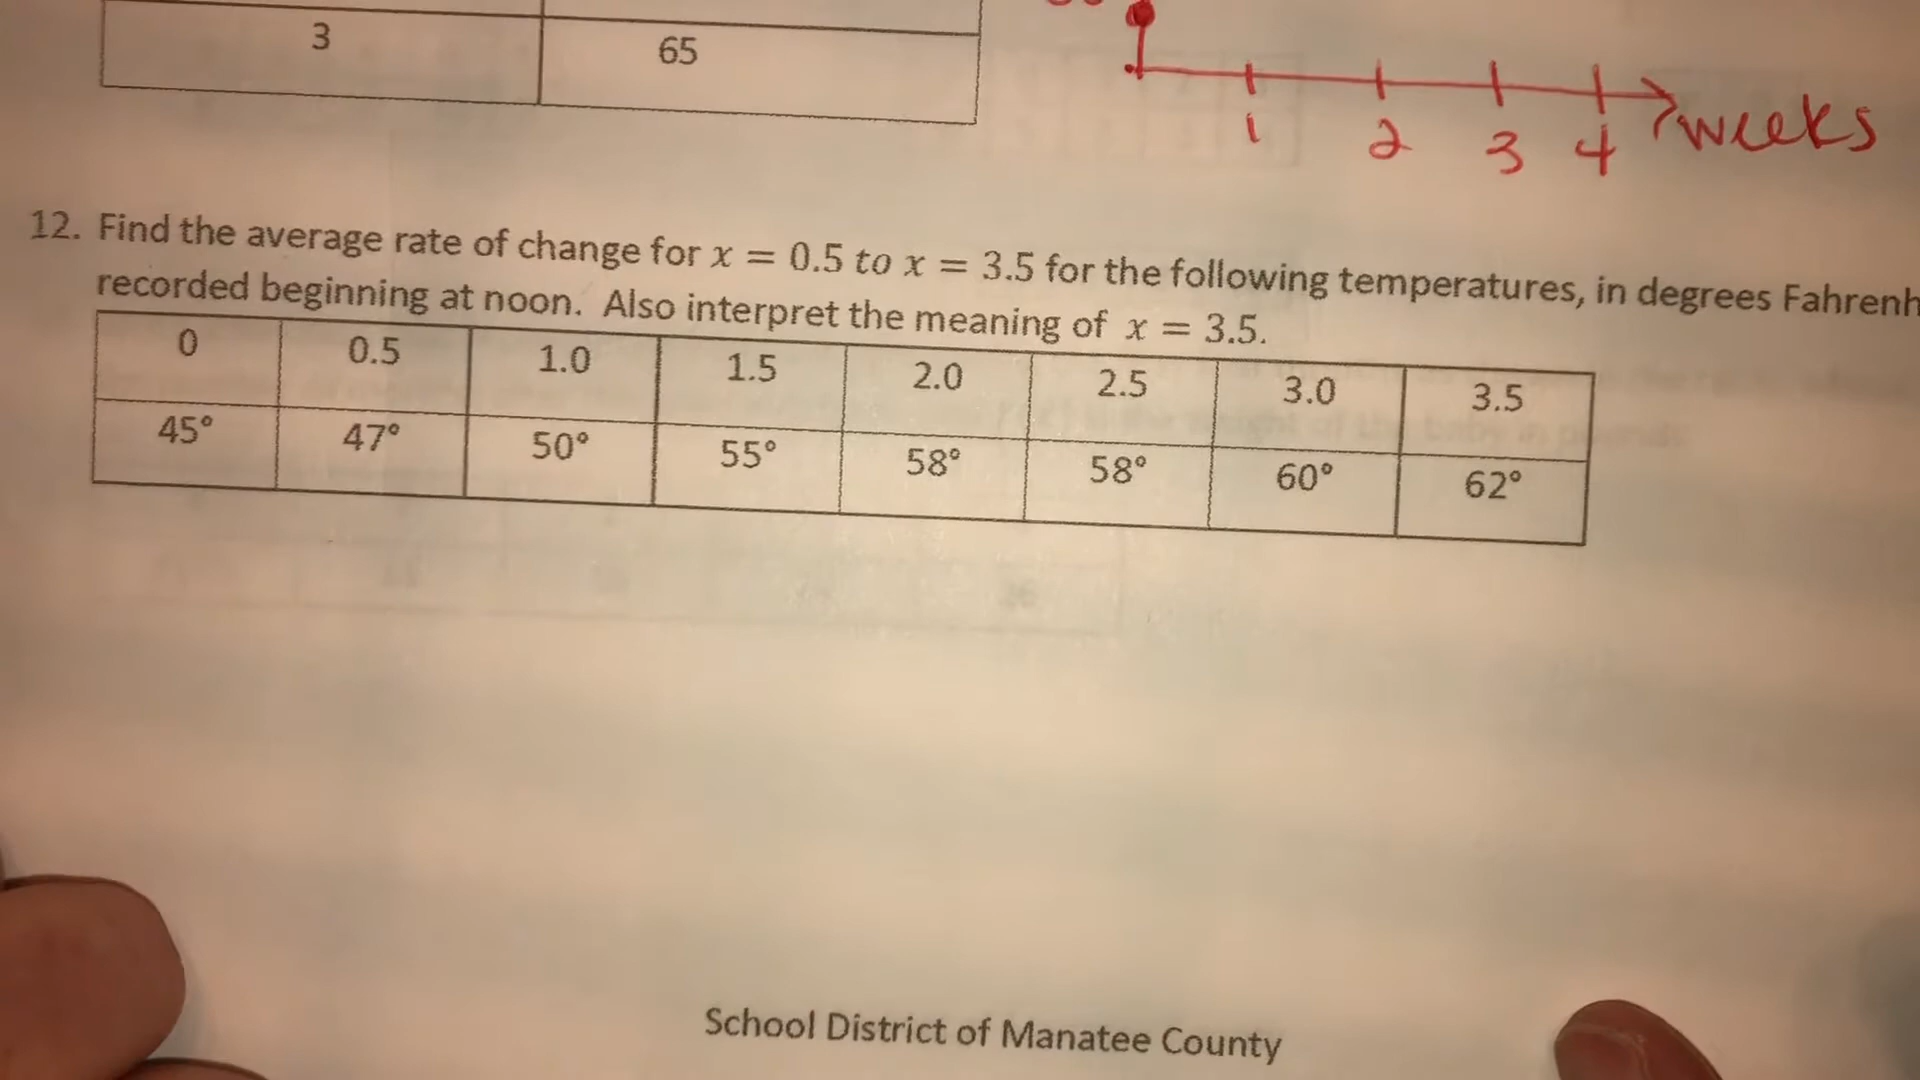 3 65
1 2 3 4 weeks
12. Find the average rate of change for x = 0.5 to x = 3.5 for the following temperatures, in degrees Fahrenh
recorded beginning at noon. Also interpret the meaning of x = 3.5.
0 0.5 1.0 1.5 2.0 2.5 3.0 3.5
45° 47° 50° 55° 58° 58° 60° 62°
School District of Manatee County